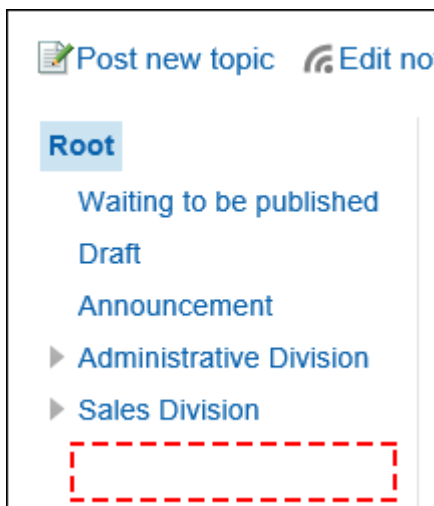 Post new topic Edit no
Root
Waiting to be published
Draft
Announcement
Administrative Division
Sales Division